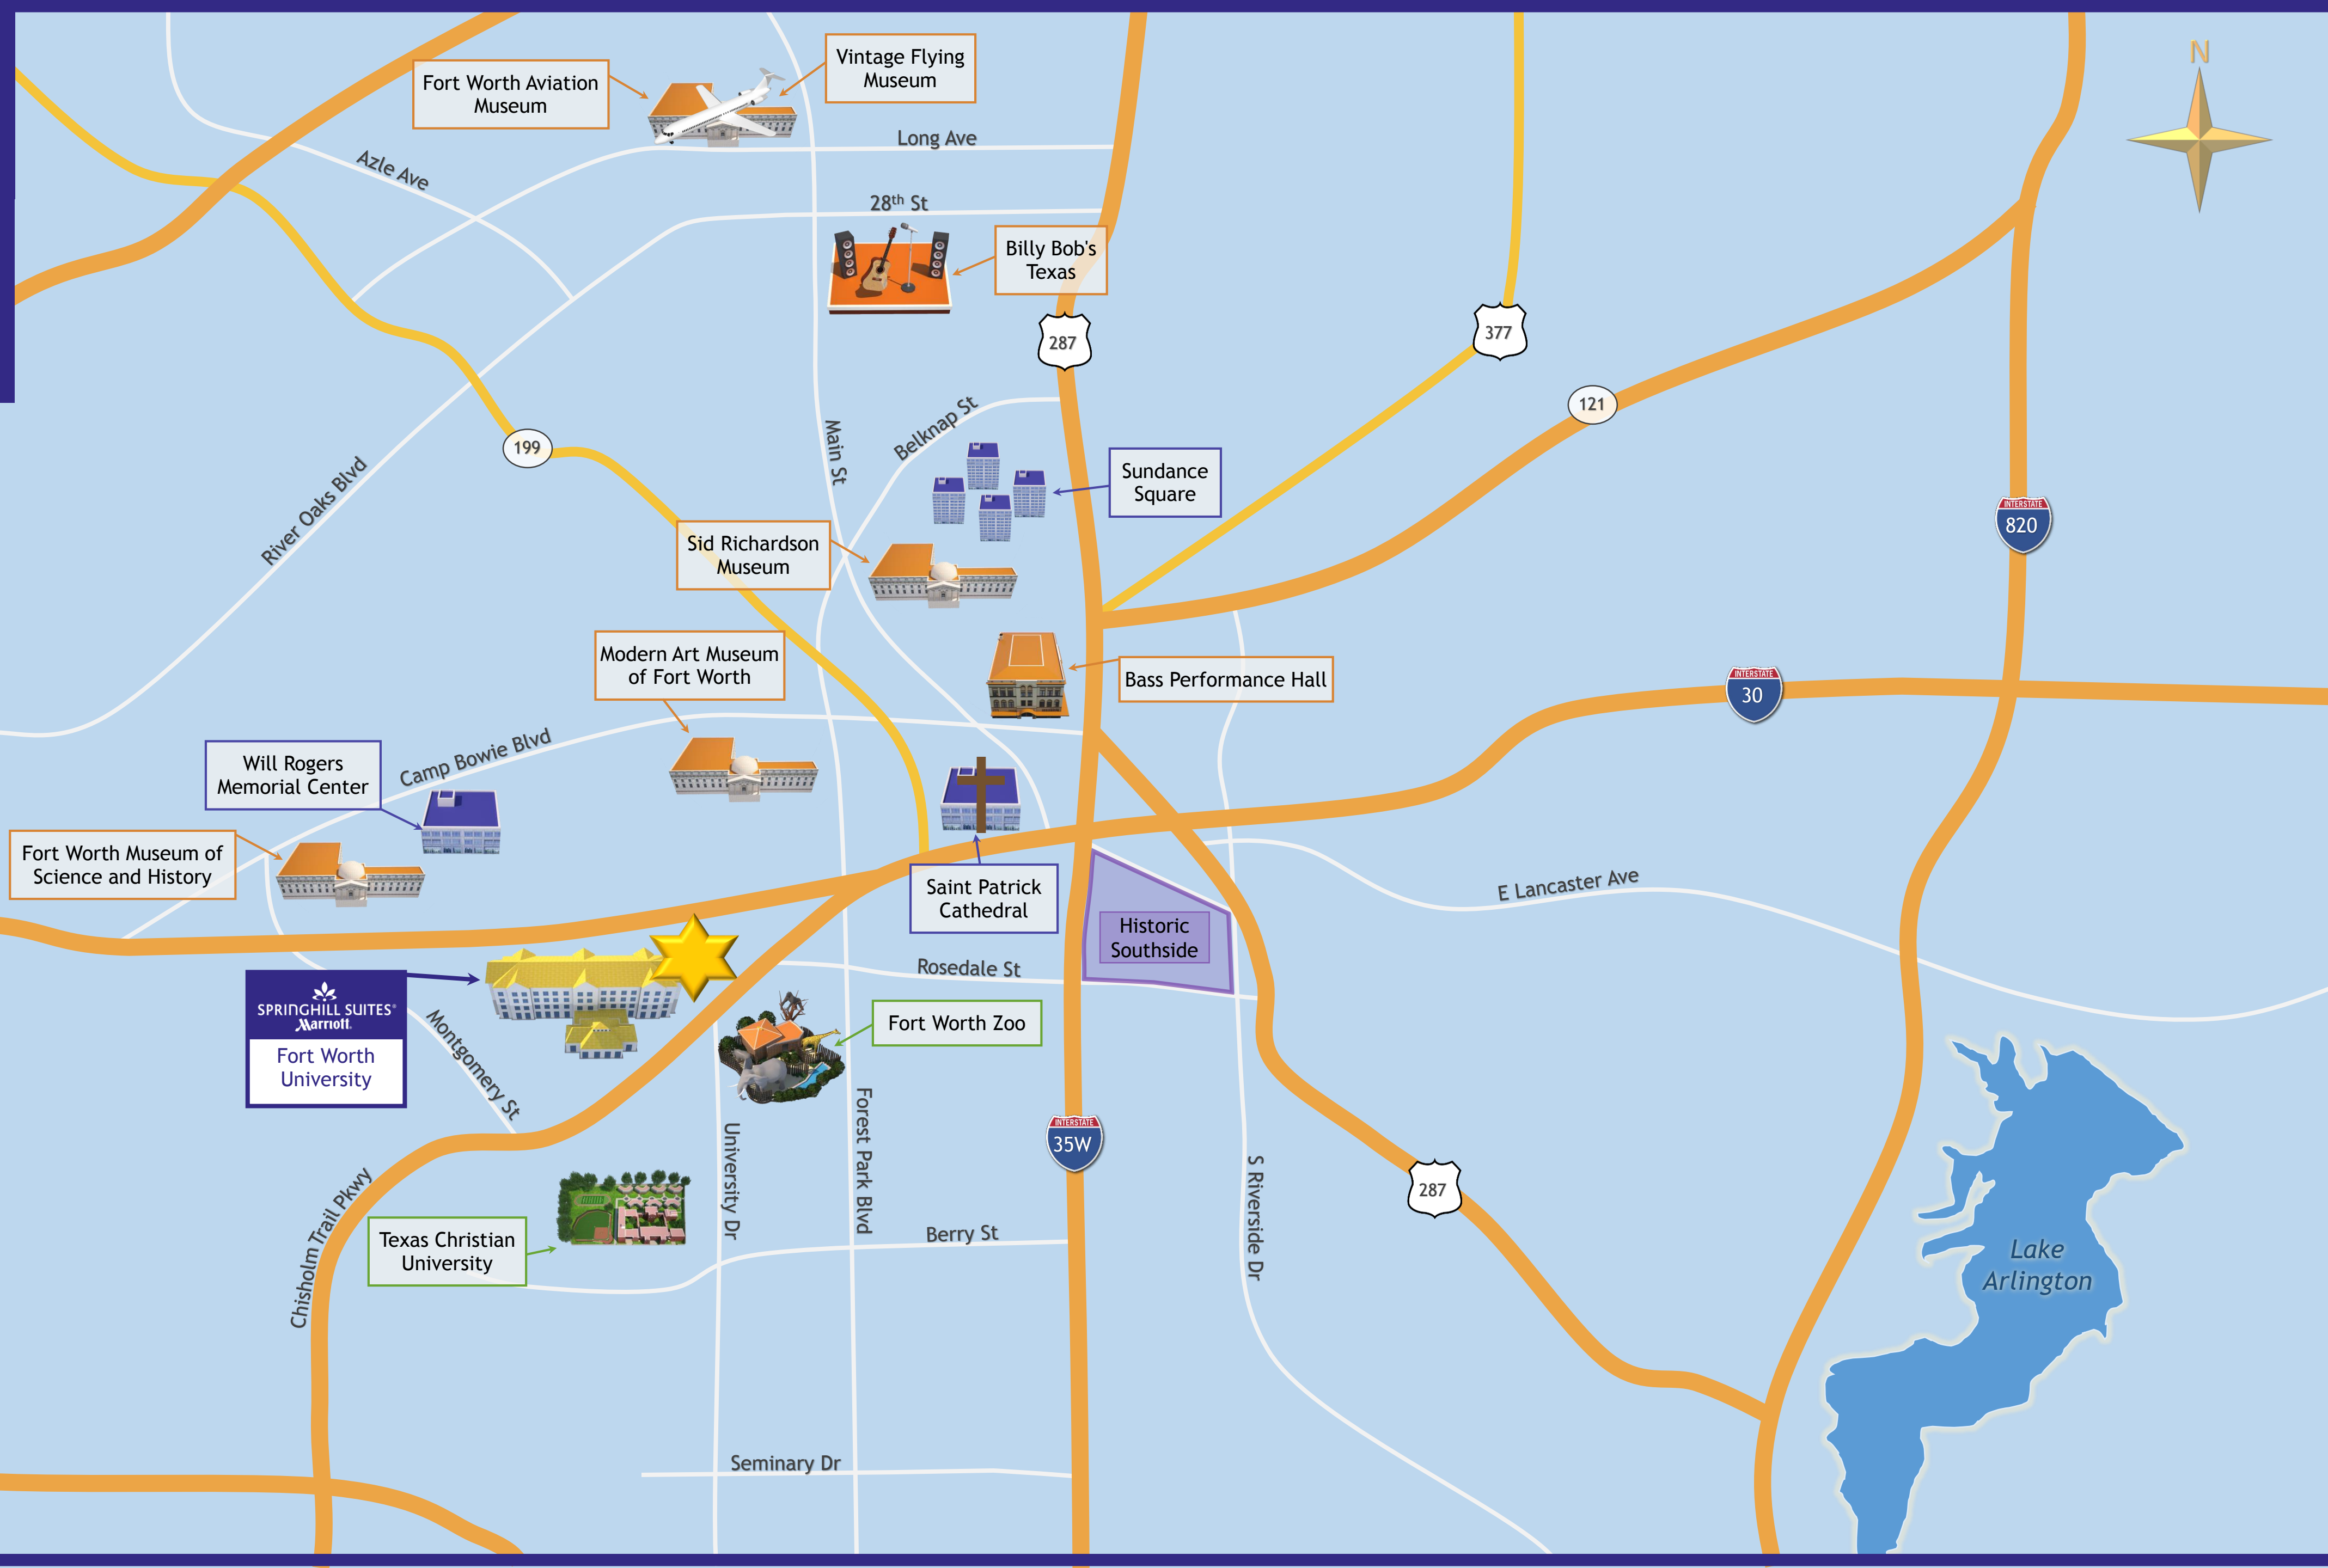 N
Vintage Flying
Museum
Fort Worth Aviation
Museum
Long Ave
Azle Ave
28th St
Billy Bob's
Texas
287
377
121
199
Main St
Belknap St
Sundance
Square
River Oaks Blvd
820
Sid Richardson
Museum
Modern Art Museum
of Fort Worth
Bass Performance Hall
INTERSTATE
30
INTERSTATE
Camp Bowie Blvd
Will Rogers
Memorial Center
Fort Worth Museum of
Science and History
Saint Patrick
Cathedral
E Lancaster Ave
Historic
Southside
Rosedale St
SPRINGHILL SUITES®
Marriott.
Fort Worth
University
Montgomery St
Fort Worth Zoo
Forest Park Blvd
University Dr
INTERSTATE
35W
S Riverside Dr
287
Chisholm Trail Pkwy
Texas Christian
University
Berry St
Lake
Arlington
Seminary Dr